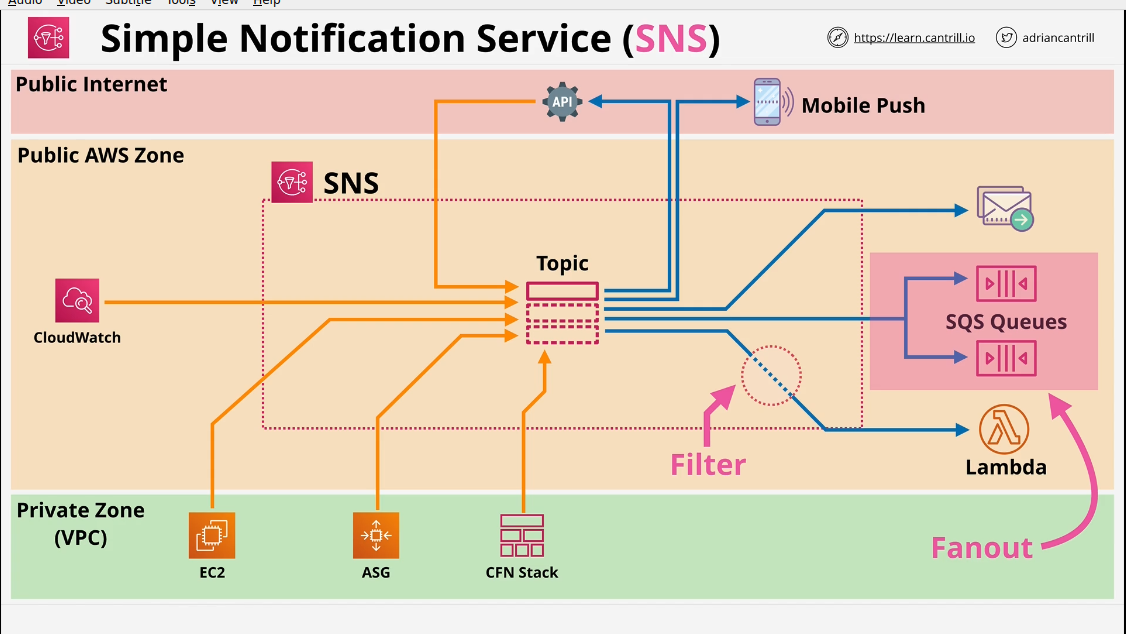 Audio Video Subtitle Tools View Help
Simple Notification Service (SNS)
https://learn.cantrill.io
adriancantrill
Public Internet
API
Mobile Push
Public AWS Zone
SNS
Topic
CloudWatch
SQS Queues
Filter
Lambda
Private Zone
(VPC)
EC2
ASG
CFN Stack
Fanout